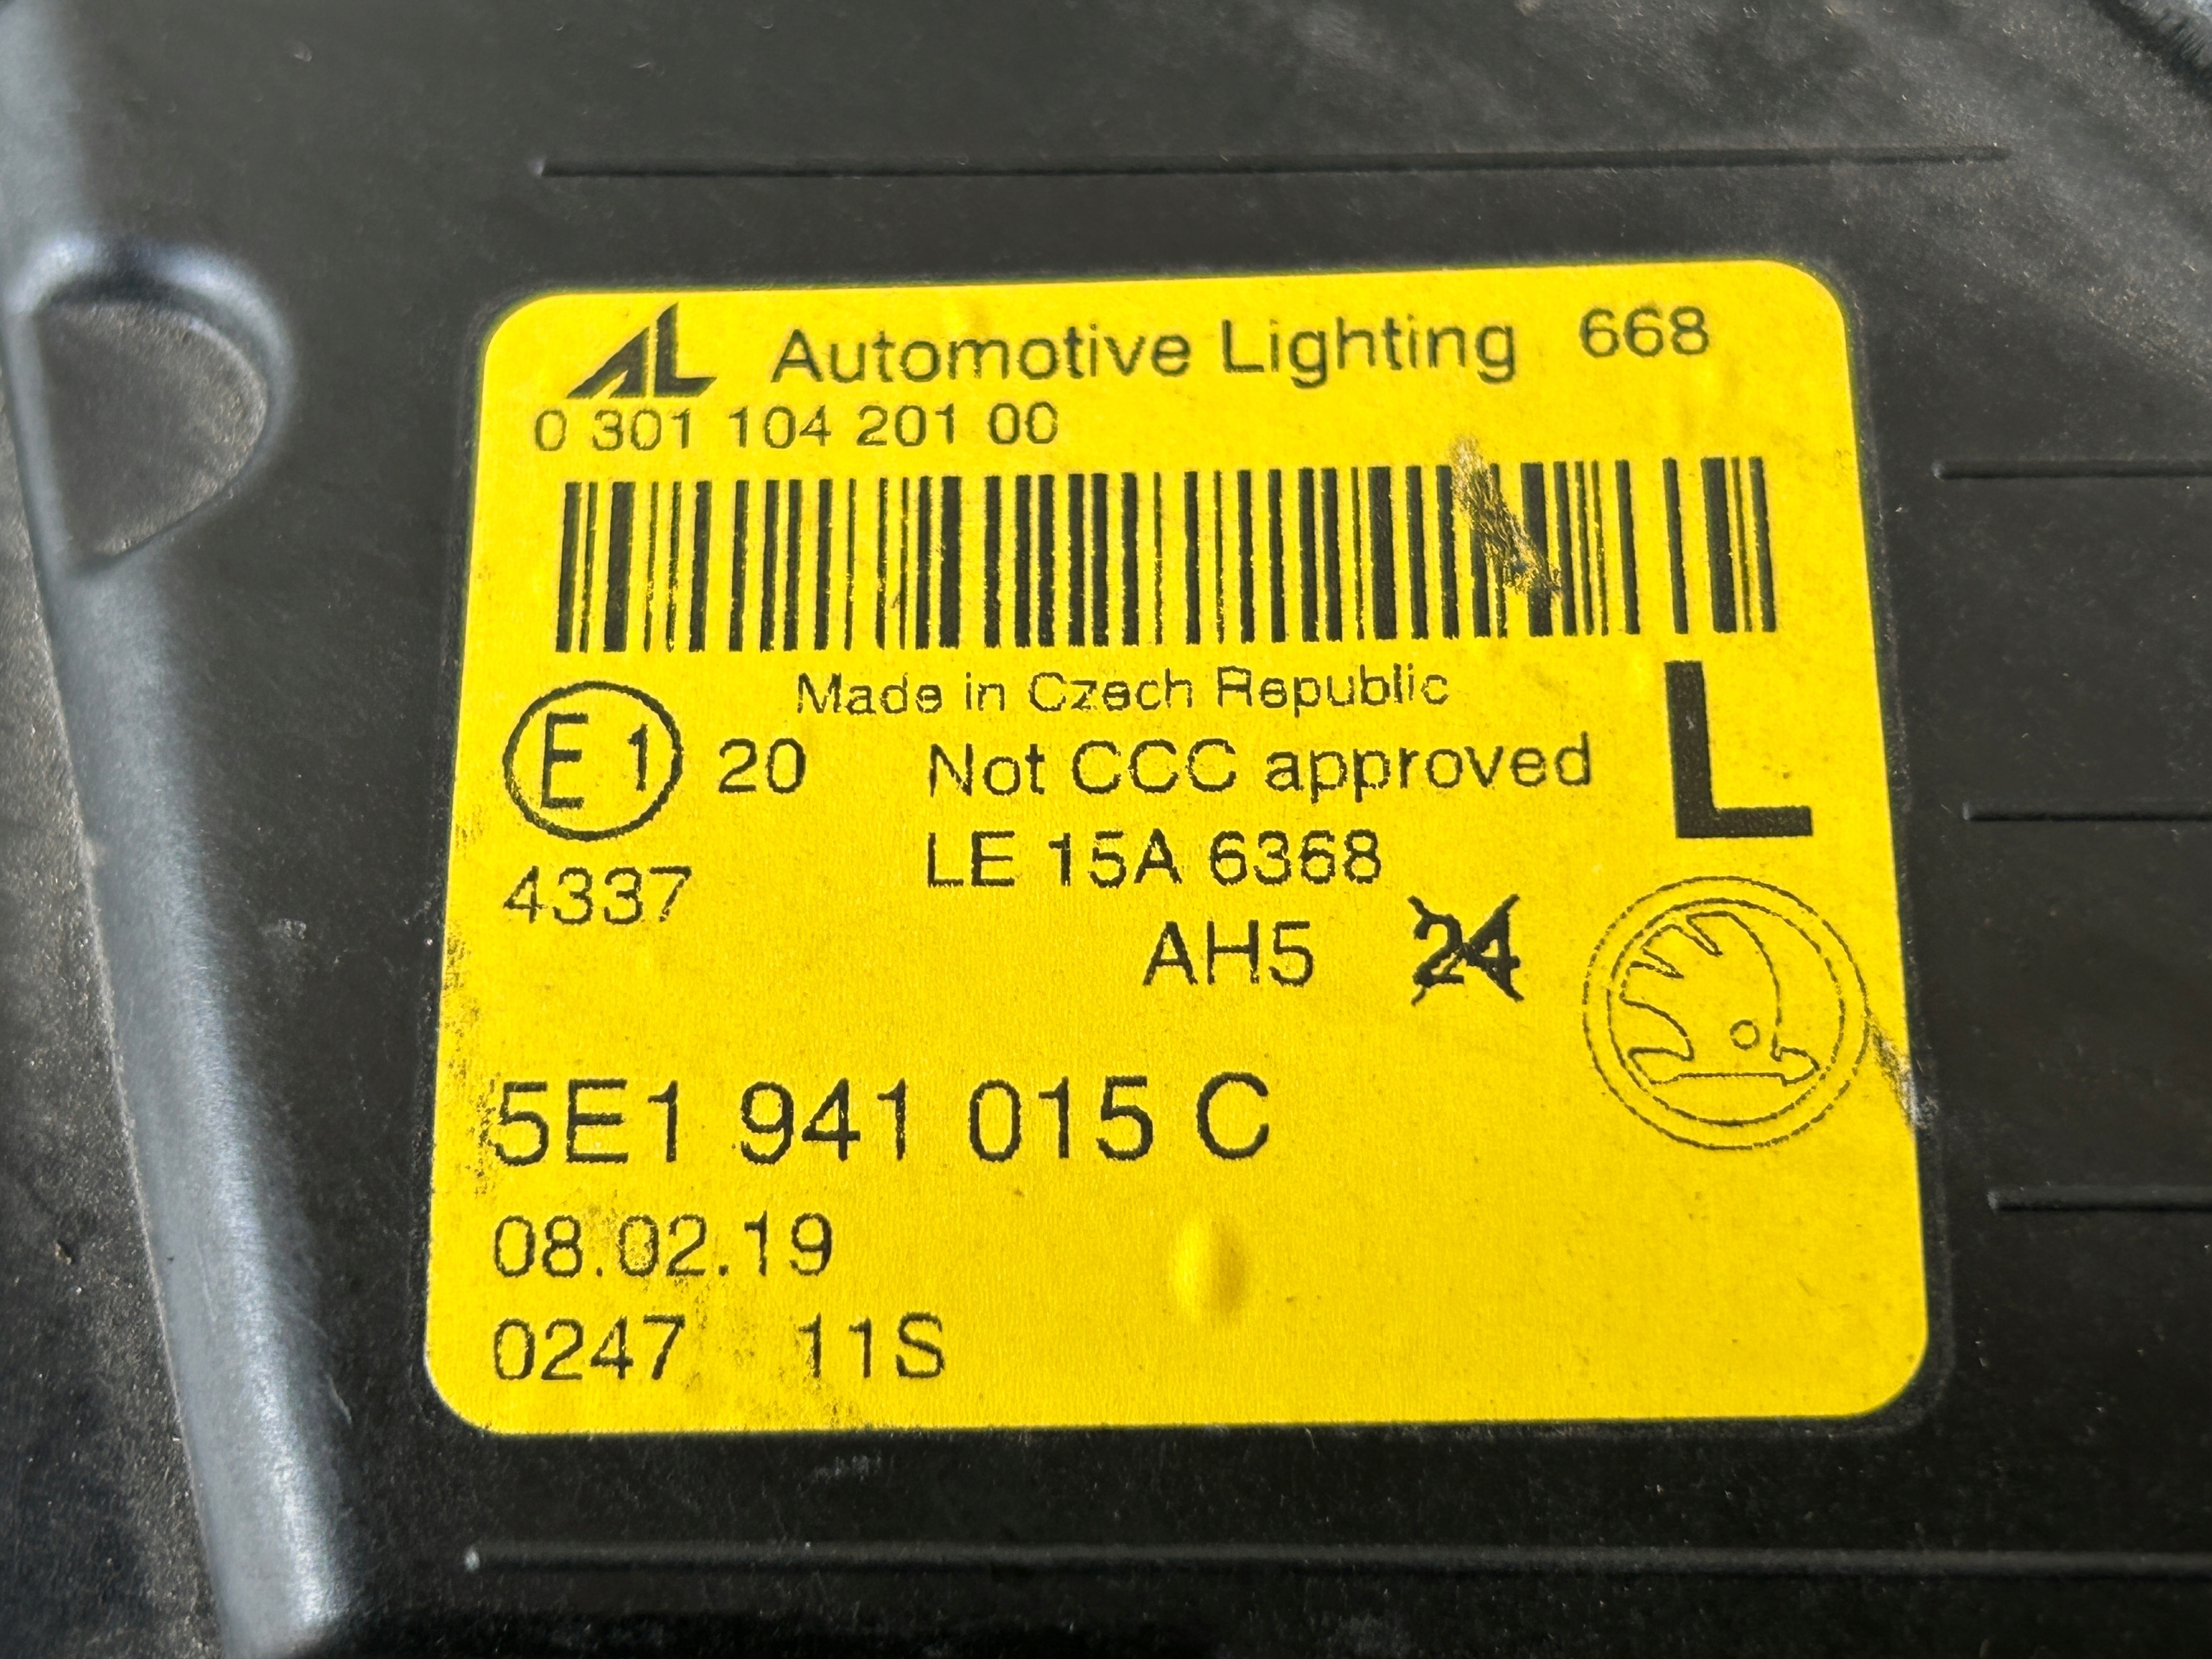 AL Automotive Lighting 668
0 301 104 201 00
Made in Czech Republic
E1 20 Not CCC approved L
4337 LE 15A 6368
AH5 24
5E1 941 015 C
08.02.19
0247 11S